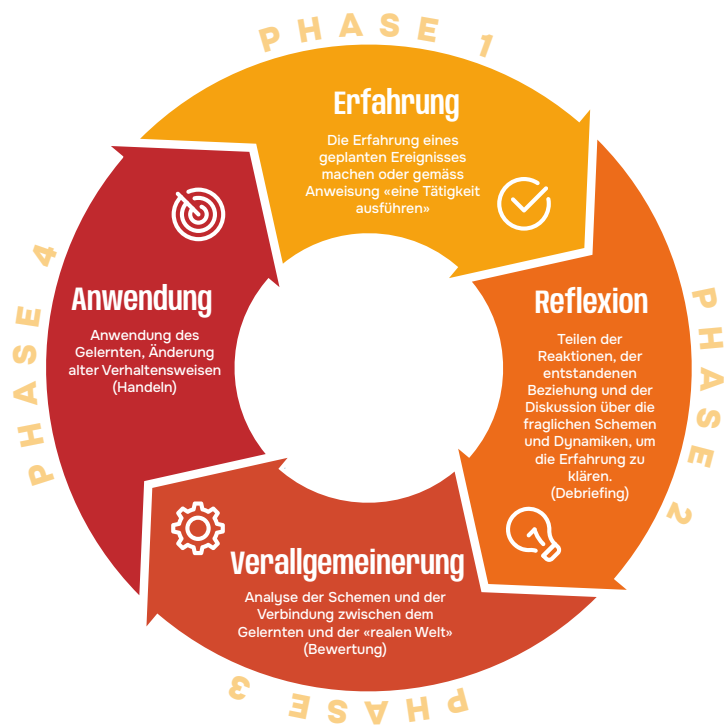 PHASE 1
Erfahrung
Die Erfahrung eines
geplanten Ereignisses
machen oder gemäss
Anweisung «eine Tätigkeit
ausführen»
PHASE 2
Reflexion
Teilen der
Reaktionen, der
entstandenen
Beziehung und der
Diskussion über die
fraglichen Schemen
und Dynamiken, um
die Erfahrung zu
klären.
(Debriefing)
PHASE 3
Verallgemeinerung
Analyse der Schemen und der
Verbindung zwischen dem
Gelernten und der «realen Welt»
(Bewertung)
PHASE 4
Anwendung
Anwendung des
Gelernten, Änderung
alter Verhaltensweisen
(Handeln)